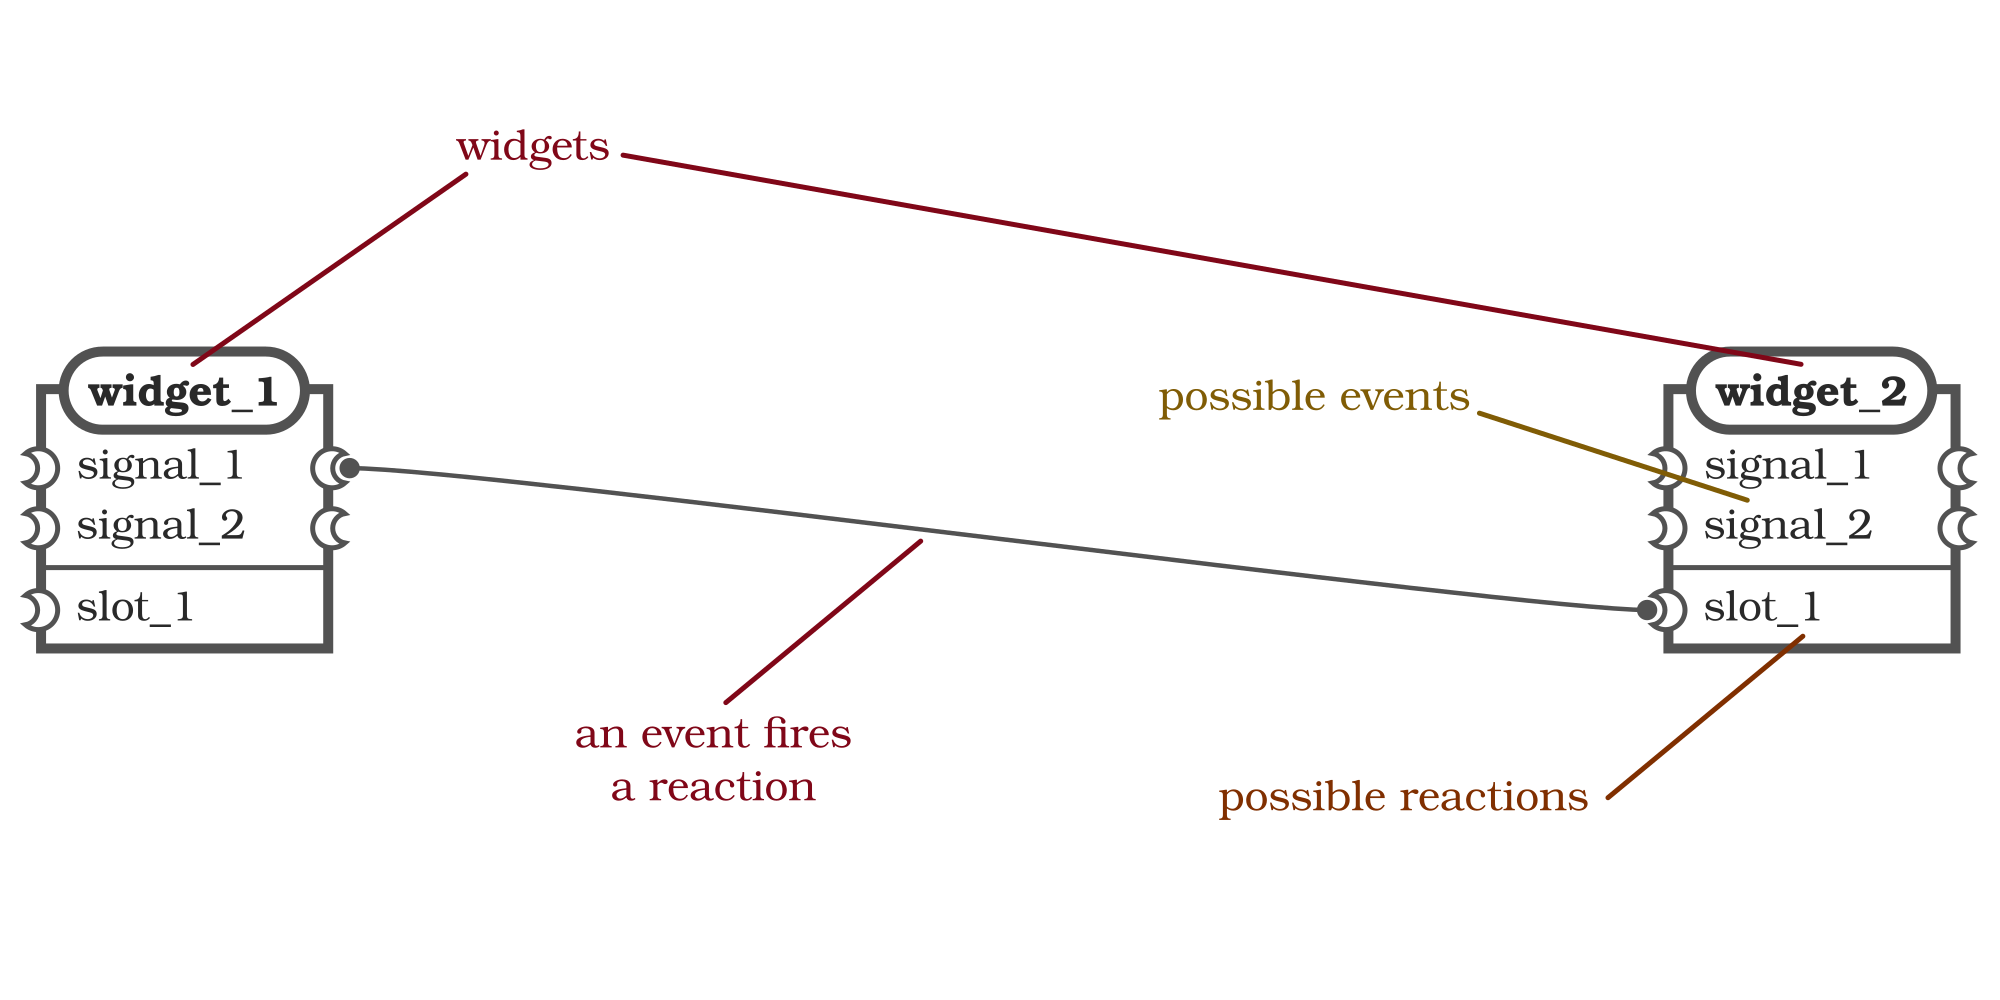 widgets
widget_1
signal_1
signal_2
slot_1
possible events
widget_2
signal_1
signal_2
slot_1
an event fires
a reaction
possible reactions